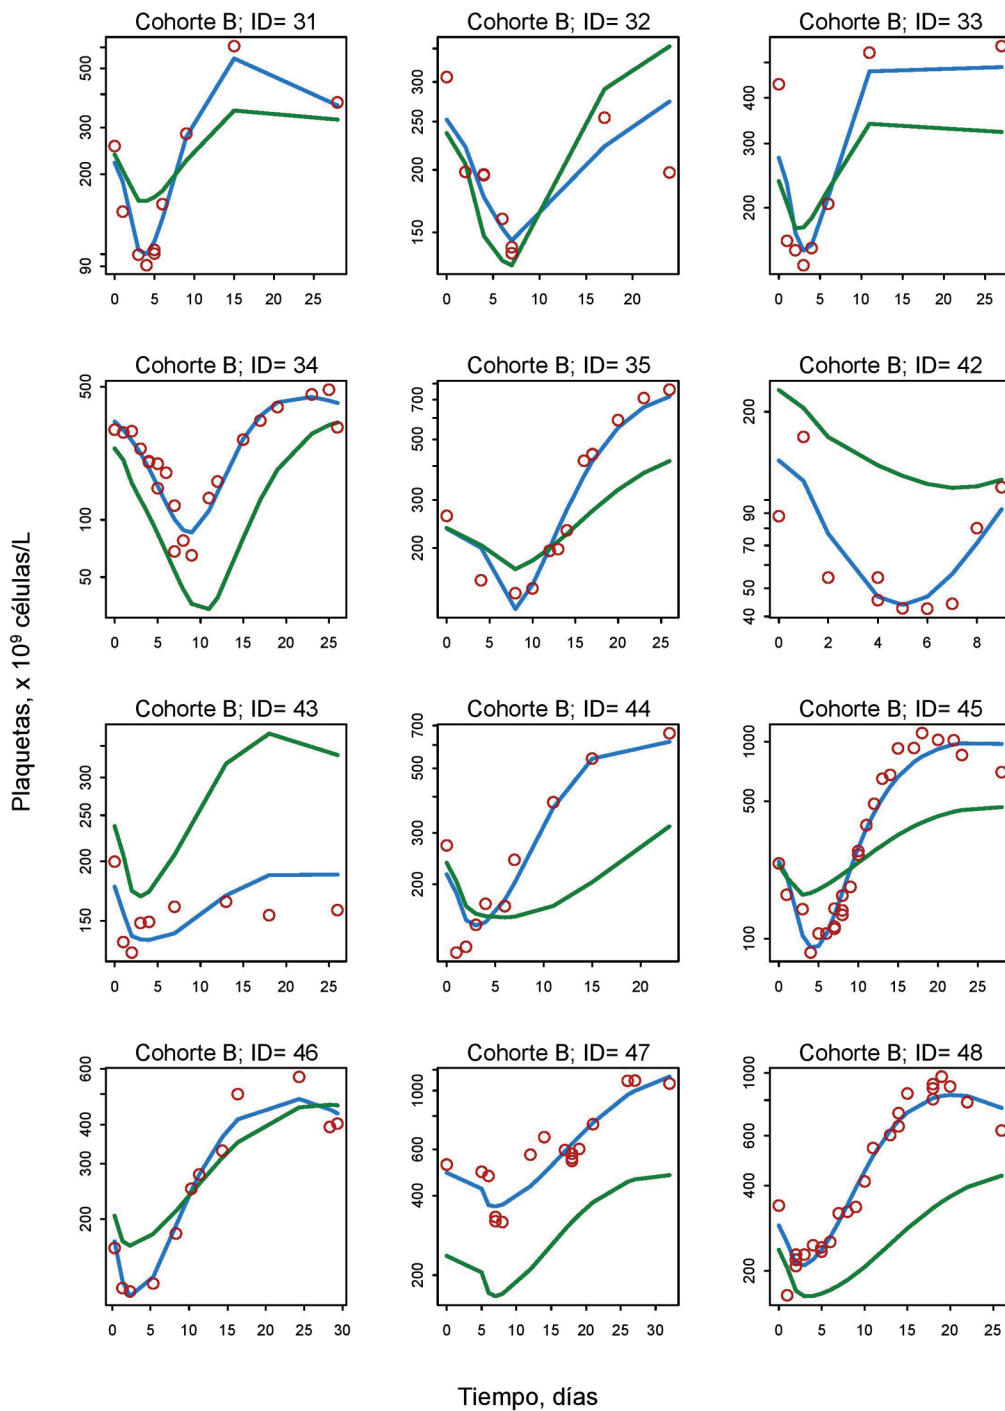 Cohorte B; ID= 31
500
300
200
90
0 5 10 15 20 25
Cohorte B; ID= 32
300
250
200
150
0 5 10 15 20
Cohorte B; ID= 33
400
300
200
0 5 10 15 20 25
Cohorte B; ID= 34
500
100
50
0 5 10 15 20 25
Cohorte B; ID= 35
700
500
300
200
0 5 10 15 20 25
Cohorte B; ID= 42
200
90
70
50
40
0 2 4 6 8
Plaquetas, x 10⁹ células/L
Cohorte B; ID= 43
300
250
200
150
0 5 10 15 20 25
Cohorte B; ID= 44
700
500
300
200
0 5 10 15 20
Cohorte B; ID= 45
1000
500
100
0 5 10 15 20 25
Cohorte B; ID= 46
600
400
300
200
0 5 10 15 20 25 30
Cohorte B; ID= 47
1000
600
400
200
0 5 10 15 20 25 30
Cohorte B; ID= 48
1000
600
400
200
0 5 10 15 20 25
Tiempo, días